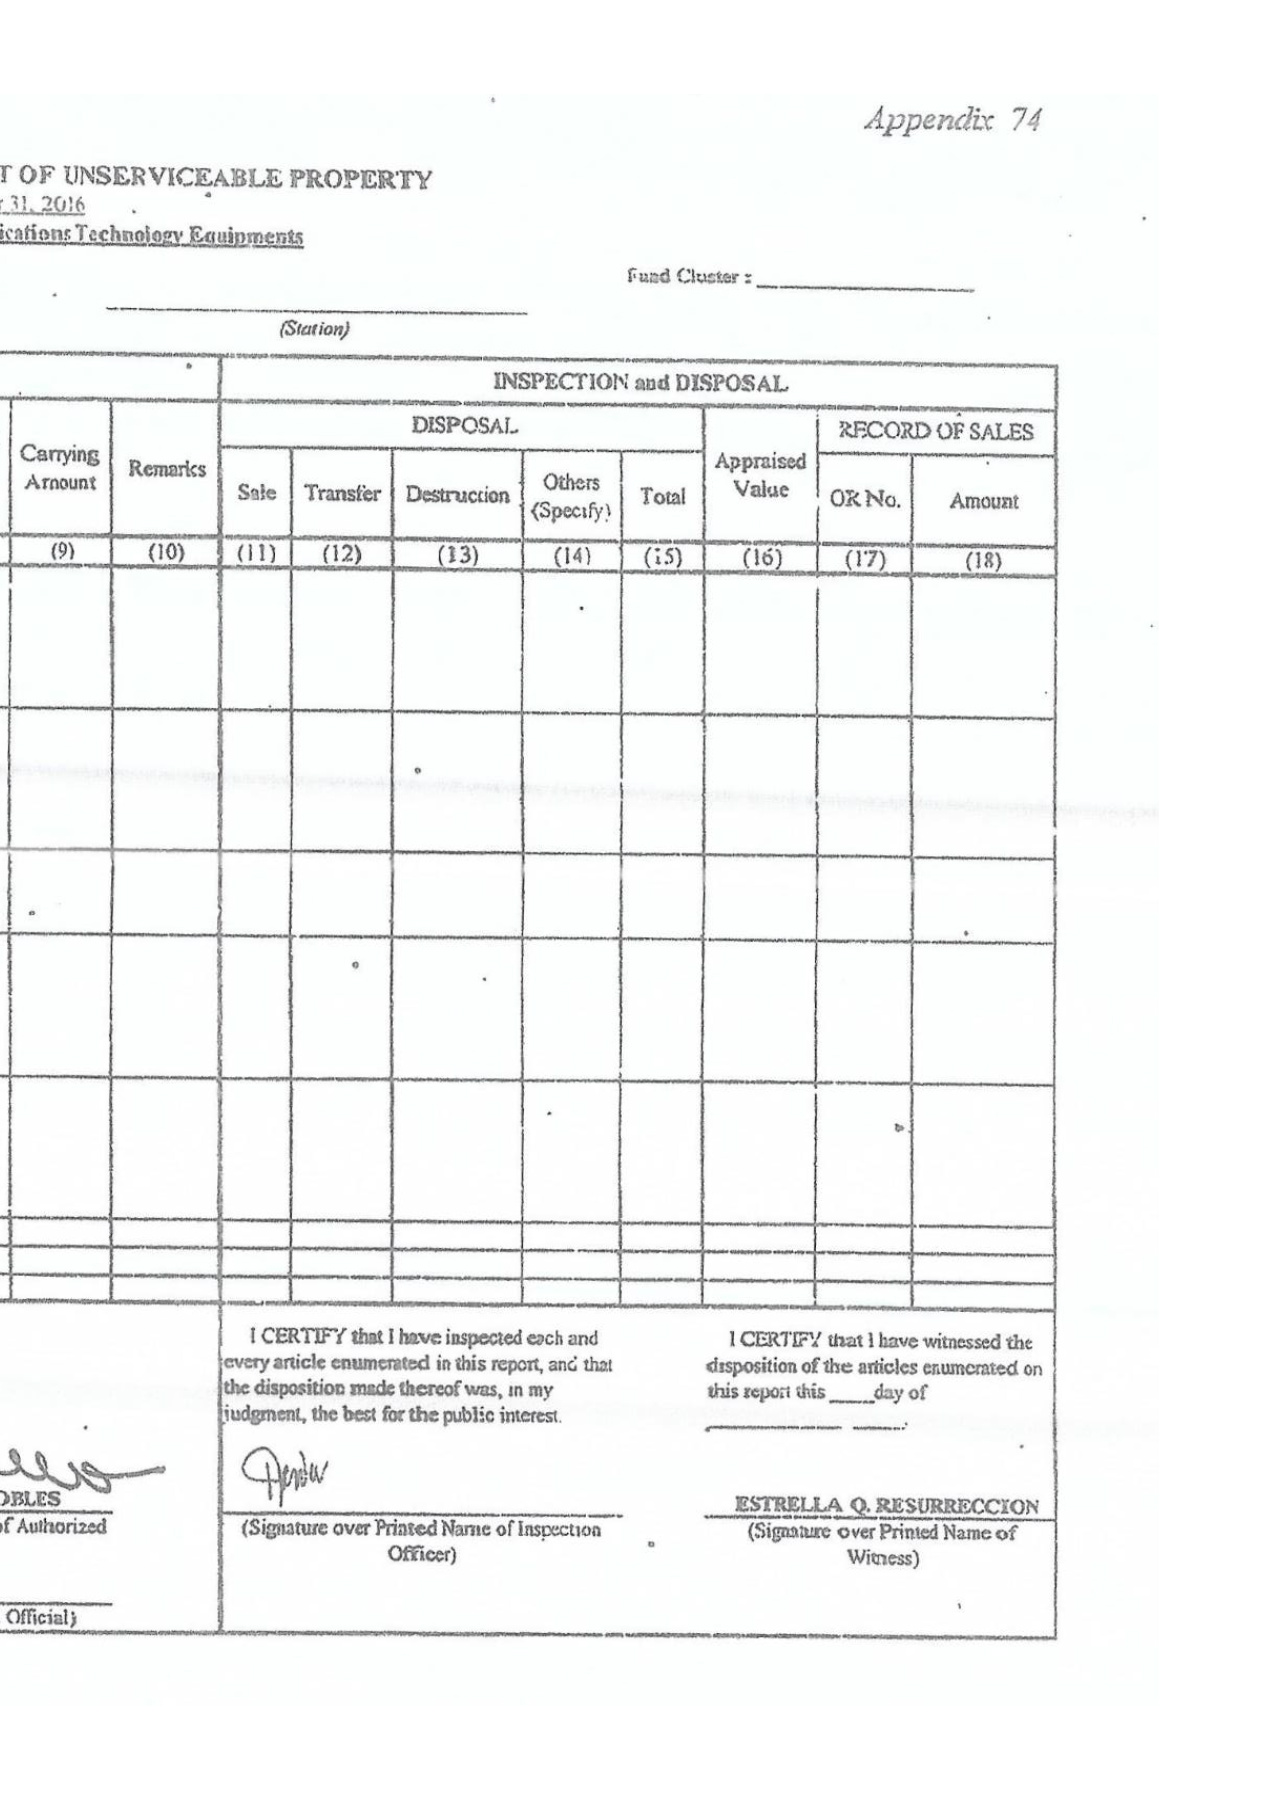 Appendix 74
T OF UNSERVICEABLE PROPERTY
r 31, 2016
ications Technology Equipments
Fund Cluster :
(Station)
INSPECTION and DISPOSAL
DISPOSAL
RECORD OF SALES
Carrying Amount
Remarks
Sale
Transfer
Destruction
Others (Specify)
Total
Appraised Value
OR No.
Amount
(9) (10) (11) (12) (13) (14) (15) (16) (17) (18)
I CERTIFY that I have inspected each and
every article enumerated in this report, and that
the disposition made thereof was, in my
judgment, the best for the public interest.
I CERTIFY that I have witnessed the
disposition of the articles enumerated on
this report this ____day of
OBLES
of Authorized
Official)
(Signature over Printed Name of Inspection
Officer)
ESTRELLA Q. RESURRECCION
(Signature over Printed Name of
Witness)